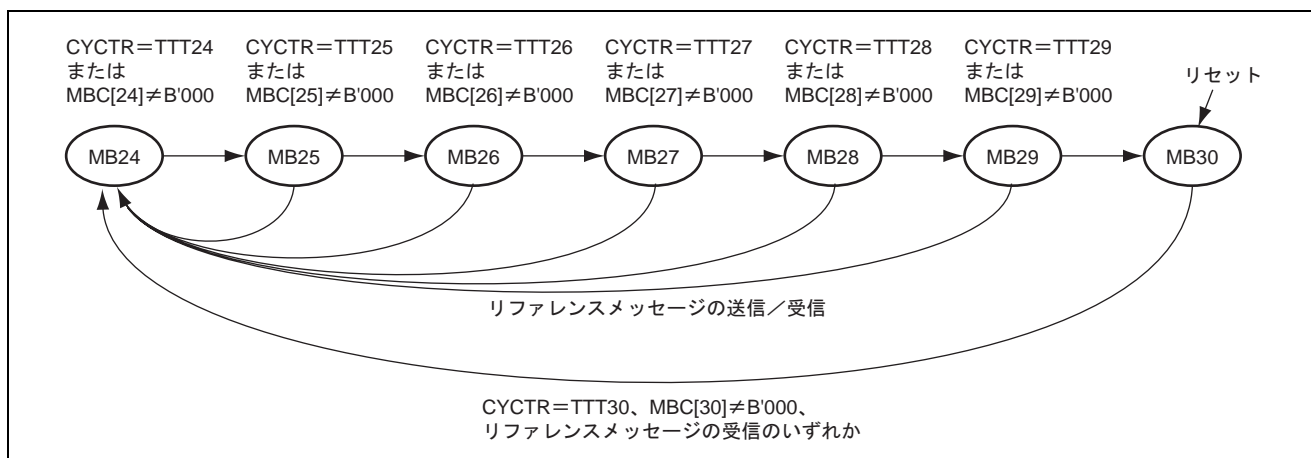 CYCTR=TTT24
または
MBC[24]≠B'000
CYCTR=TTT25
または
MBC[25]≠B'000
CYCTR=TTT26
または
MBC[26]≠B'000
CYCTR=TTT27
または
MBC[27]≠B'000
CYCTR=TTT28
または
MBC[28]≠B'000
CYCTR=TTT29
または
MBC[29]≠B'000
リセット
MB24
MB25
MB26
MB27
MB28
MB29
MB30
リファレンスメッセージの送信／受信
CYCTR=TTT30、MBC[30]≠B'000、
リファレンスメッセージの受信のいずれか